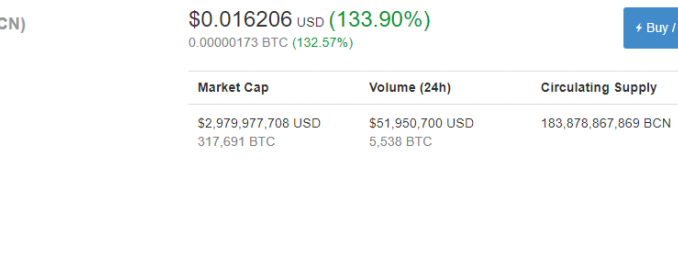 CN)
$0.016206 USD (133.90%)
0.00000173 BTC (132.57%)
Buy /
Market Cap Volume (24h) Circulating Supply
$2,979,977,708 USD $51,950,700 USD 183,878,867,869 BCN
317,691 BTC 5,538 BTC